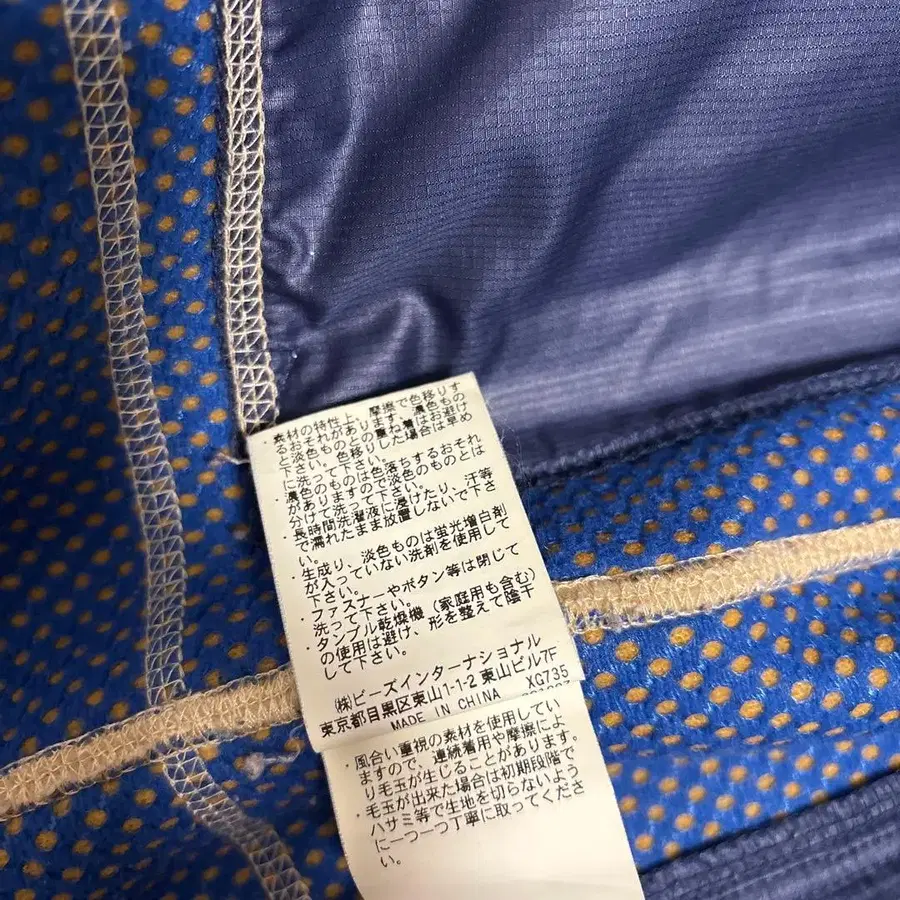 ・素材の特性上、摩擦で色移りす
るおそれがあります。濃色もの
と淡色ものとの重ね着はお避け
下さい。色移りした場合は早め
に洗って下さい。
・濃色のものは色落ちするおそれ
がありますので淡色のものとは
分けて洗って下さい。
・長時間洗濯液に浸けたり、汗等
で濡れたまま放置しないで下さ
い。
・生成り、淡色ものは蛍光増白剤
が入っていない洗剤を使用して
下さい。
・ファスナーやボタン等は閉じて
洗って下さい。
・タンブル乾燥機(家庭用も含む)
の使用は避け、形を整えて陰干
しして下さい。
㈱ビーズインターナショナル
東京都目黒区東山1-1-2 東山ビル7F
MADE IN CHINA XG735
・風合い重視の素材を使用してい
ますので、連続着用や摩擦によ
り毛玉が生じることがあります。
毛玉が出来た場合は初期段階で
ハサミ等で生地を切らないよう
に一つ一つ丁寧に取ってくださ
い。